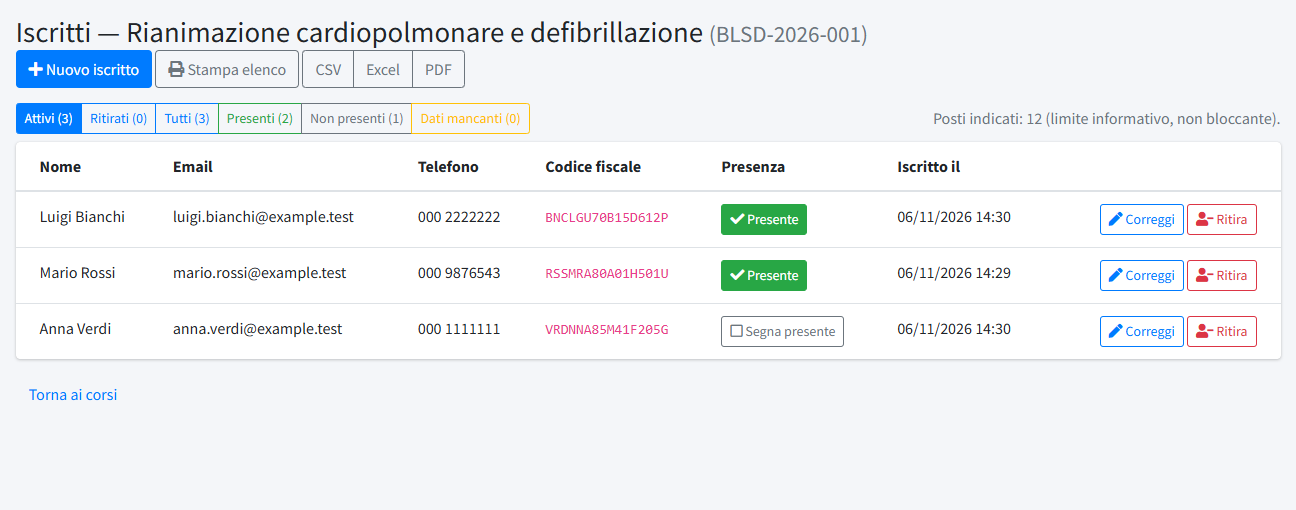 Iscritti — Rianimazione cardiopolmonare e defibrillazione (BLSD-2026-001)
Nuovo iscritto Stampa elenco CSV Excel PDF
Attivi (3) Ritirati (0) Tutti (3) Presenti (2) Non presenti (1) Dati mancanti (0) Posti indicati: 12 (limite informativo, non bloccante).
Nome Email Telefono Codice fiscale Presenza Iscritto il
Luigi Bianchi luigi.bianchi@example.test 000 2222222 BNCLGU70B15D612P Presente 06/11/2026 14:30 Correggi Ritira
Mario Rossi mario.rossi@example.test 000 9876543 RSSMRA80A01H501U Presente 06/11/2026 14:29 Correggi Ritira
Anna Verdi anna.verdi@example.test 000 1111111 VRDNNA85M41F205G Segna presente 06/11/2026 14:30 Correggi Ritira
Torna ai corsi